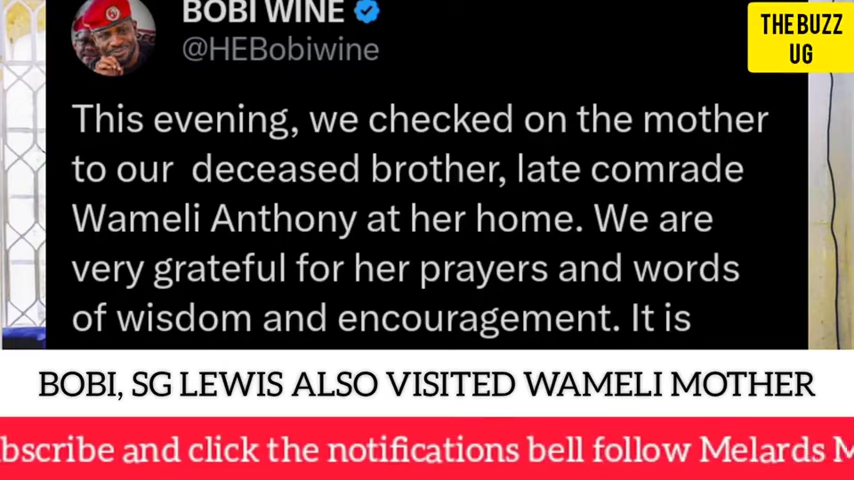 BOBI WINE
@HEBobiwine
THE BUZZ
UG
This evening, we checked on the mother
to our deceased brother, late comrade
Wameli Anthony at her home. We are
very grateful for her prayers and words
of wisdom and encouragement. It is
BOBI, SG LEWIS ALSO VISITED WAMELI MOTHER
bscribe and click the notifications bell follow Melards M